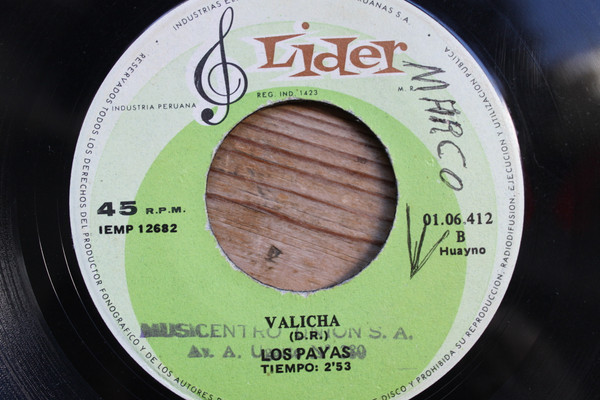 INDUSTRIAS
UANAS S A
Lider
REG. IND. 1423
M. R.
INDUSTRIA PERUANA
MARCO
45 R.P.M.
IEMP 12682
01.06.412
B
Huayno
VALICHA
(D.R.)
LOS PAYAS
TIEMPO: 2'53
MUSICENTRO S. A.
Av. A.
RESERVADOS TODOS LOS DERECHOS DEL PRODUCTOR FONOGRAFICO Y DE LOS AUTORES
DISCO Y PROHIBIDA SU REPRODUCCION, RADIODIFUSION, EJECUCION Y UTILIZACION PUBLICA